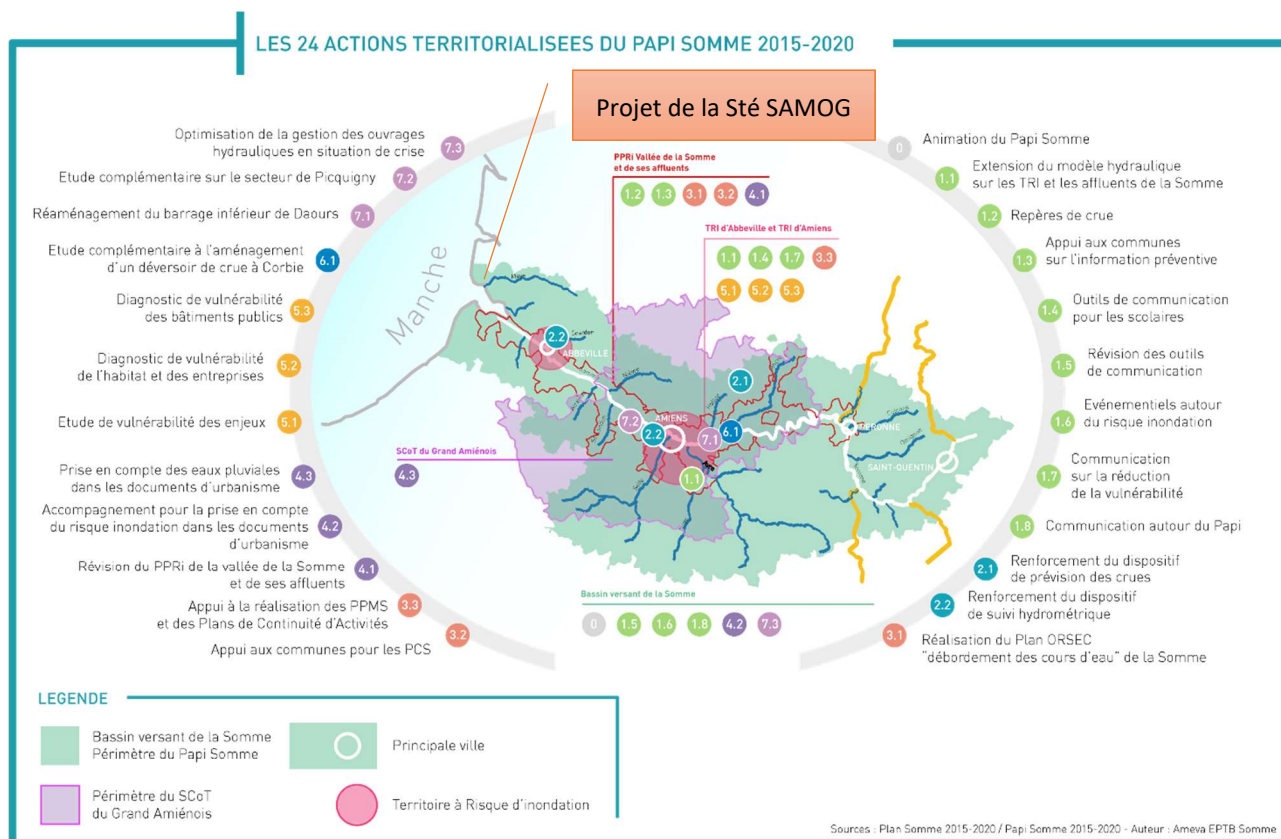 LES 24 ACTIONS TERRITORIALISEES DU PAPI SOMME 2015-2020
Projet de la Sté SAMOG
Optimisation de la gestion des ouvrages
hydrauliques en situation de crise
7.3
Etude complémentaire sur le secteur de Picquigny
7.2
Réaménagement du barrage inférieur de Daours
7.1
Etude complémentaire à l'aménagement
d'un déversoir de crue à Corbie
6.1
Diagnostic de vulnérabilité
des bâtiments publics
5.3
Diagnostic de vulnérabilité
de l'habitat et des entreprises
5.2
Etude de vulnérabilité des enjeux
5.1
Prise en compte des eaux pluviales
dans les documents d'urbanisme
4.3
Accompagnement pour la prise en compte
du risque inondation dans les documents
d'urbanisme
4.2
Révision du PPRi de la vallée de la Somme
et de ses affluents
4.1
Appui à la réalisation des PPMS
et des Plans de Continuité d'Activités
3.3
Appui aux communes pour les PCS
3.2
PPRi Vallée de la Somme
et de ses affluents
1.2 1.3 3.1 3.2 4.1
TRI d'Abbeville et TRI d'Amiens
1.1 1.4 1.7 3.3
5.1 5.2 5.3
Manche
2.2
ABBEVILLE
2.1
AMIENS
7.2
2.2
7.1
6.1
1.1
PERONNE
SAINT-QUENTIN
SCoT du Grand Amiénois
4.3
Bassin versant de la Somme
0 1.5 1.6 1.8 4.2 7.3
0
Animation du Papi Somme
1.1
Extension du modèle hydraulique
sur les TRI et les affluents de la Somme
1.2
Repères de crue
1.3
Appui aux communes
sur l'information préventive
1.4
Outils de communication
pour les scolaires
1.5
Révision des outils
de communication
1.6
Evénementiels autour
du risque inondation
1.7
Communication
sur la réduction
de la vulnérabilité
1.8
Communication autour du Papi
2.1
Renforcement du dispositif
de prévision des crues
2.2
Renforcement du dispositif
de suivi hydrométrique
3.1
Réalisation du Plan ORSEC
"débordement des cours d'eau" de la Somme
LEGENDE
Bassin versant de la Somme
Périmètre du Papi Somme
Principale ville
Périmètre du SCoT
du Grand Amiénois
Territoire à Risque d'inondation
Sources : Plan Somme 2015-2020 / Papi Somme 2015-2020 - Auteur : Ameva EPTB Somme